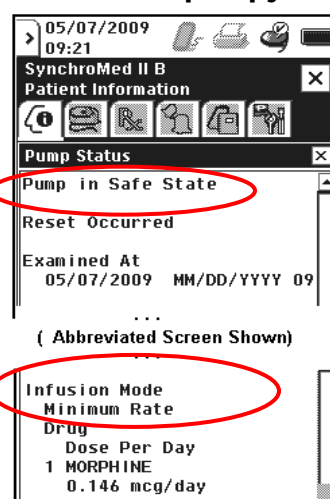 05/07/2009
09:21
SynchroMed II B
Patient Information
Pump Status
Pump in Safe State
Reset Occurred
Examined At
05/07/2009 MM/DD/YYYY 09
...
( Abbreviated Screen Shown)
...
Infusion Mode
Minimum Rate
Drug
Dose Per Day
1 MORPHINE
0.146 mcg/day